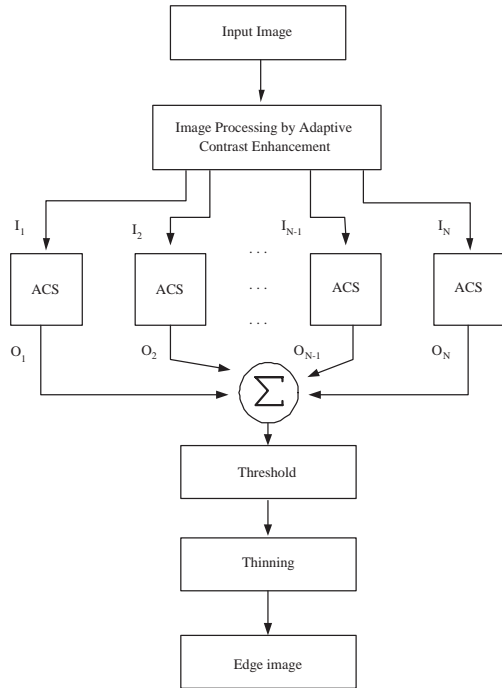 Input Image
Image Processing by Adaptive
Contrast Enhancement
I1 I2 IN-1 IN
. . .
ACS ACS . . . ACS ACS
. . .
O1 O2 ON-1 ON
Σ
Threshold
Thinning
Edge image